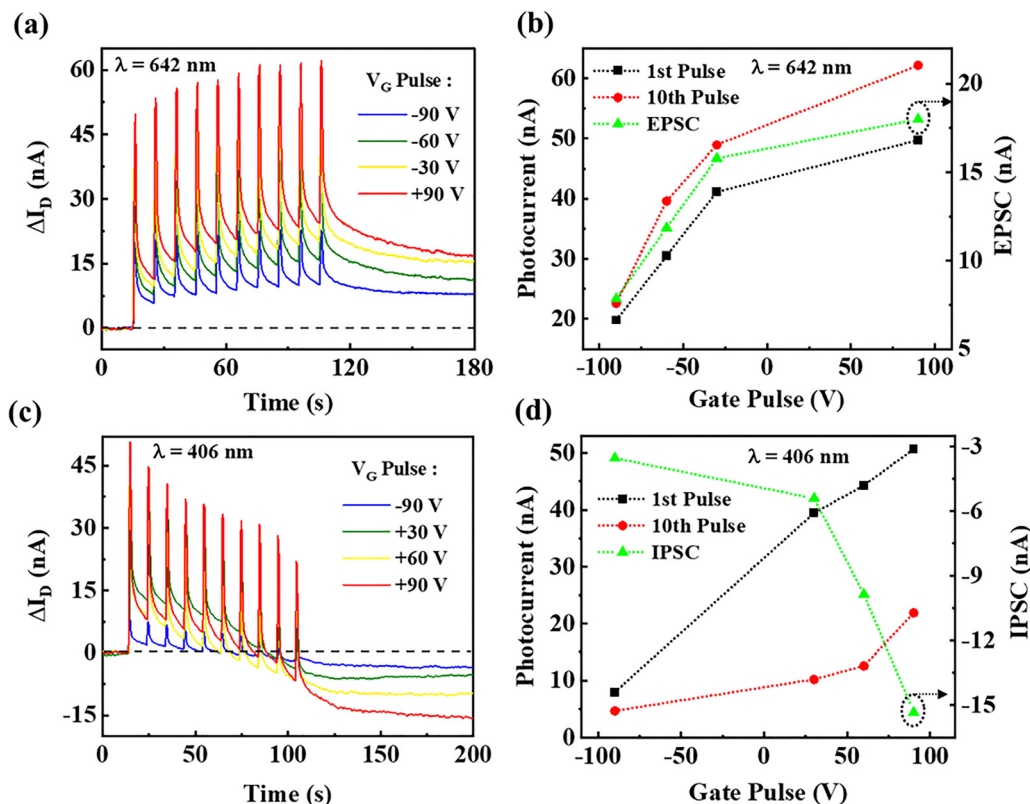 (a)
λ = 642 nm
V_G Pulse :
-90 V
-60 V
-30 V
+90 V
ΔI_D (nA)
60
45
30
15
0
0 30 60 90 120 150 180
Time (s)
(b)
1st Pulse
10th Pulse
EPSC
λ = 642 nm
Photocurrent (nA)
60
50
40
30
20
EPSC (nA)
20
15
10
5
-100 -50 0 50 100
Gate Pulse (V)
(c)
λ = 406 nm
V_G Pulse :
-90 V
+30 V
+60 V
+90 V
ΔI_D (nA)
45
30
15
0
-15
0 50 100 150 200
Time (s)
(d)
λ = 406 nm
1st Pulse
10th Pulse
IPSC
Photocurrent (nA)
50
40
30
20
10
0
IPSC (nA)
-3
-6
-9
-12
-15
-100 -50 0 50 100
Gate Pulse (V)